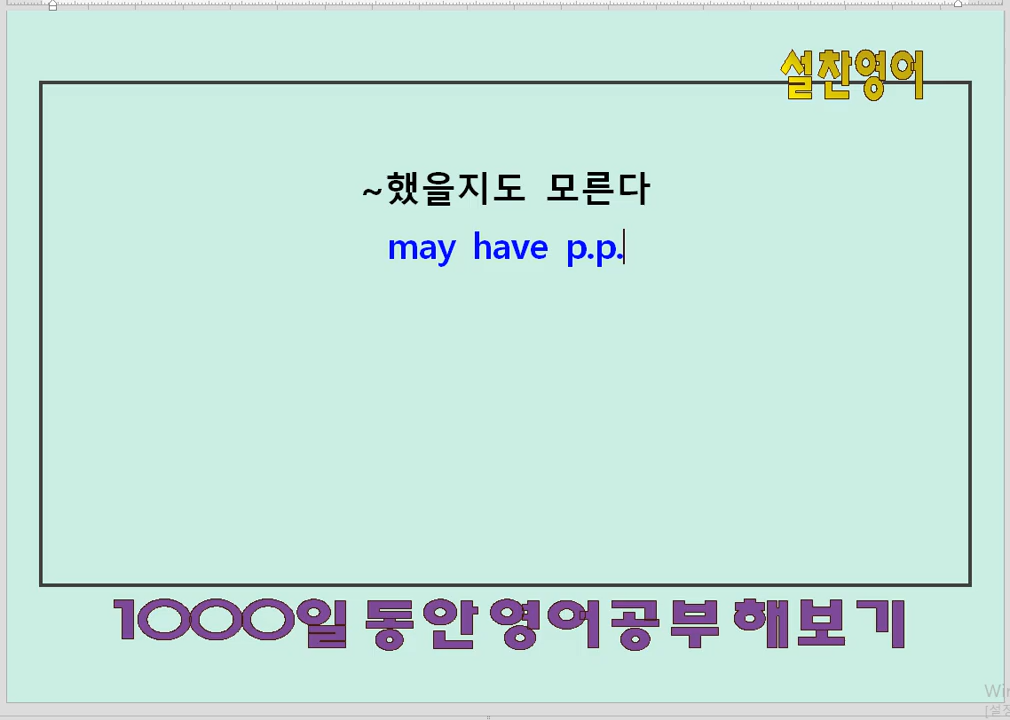 설찬영어
~했을지도 모른다
may have p.p.
1000일 동안 영어공부 해보기